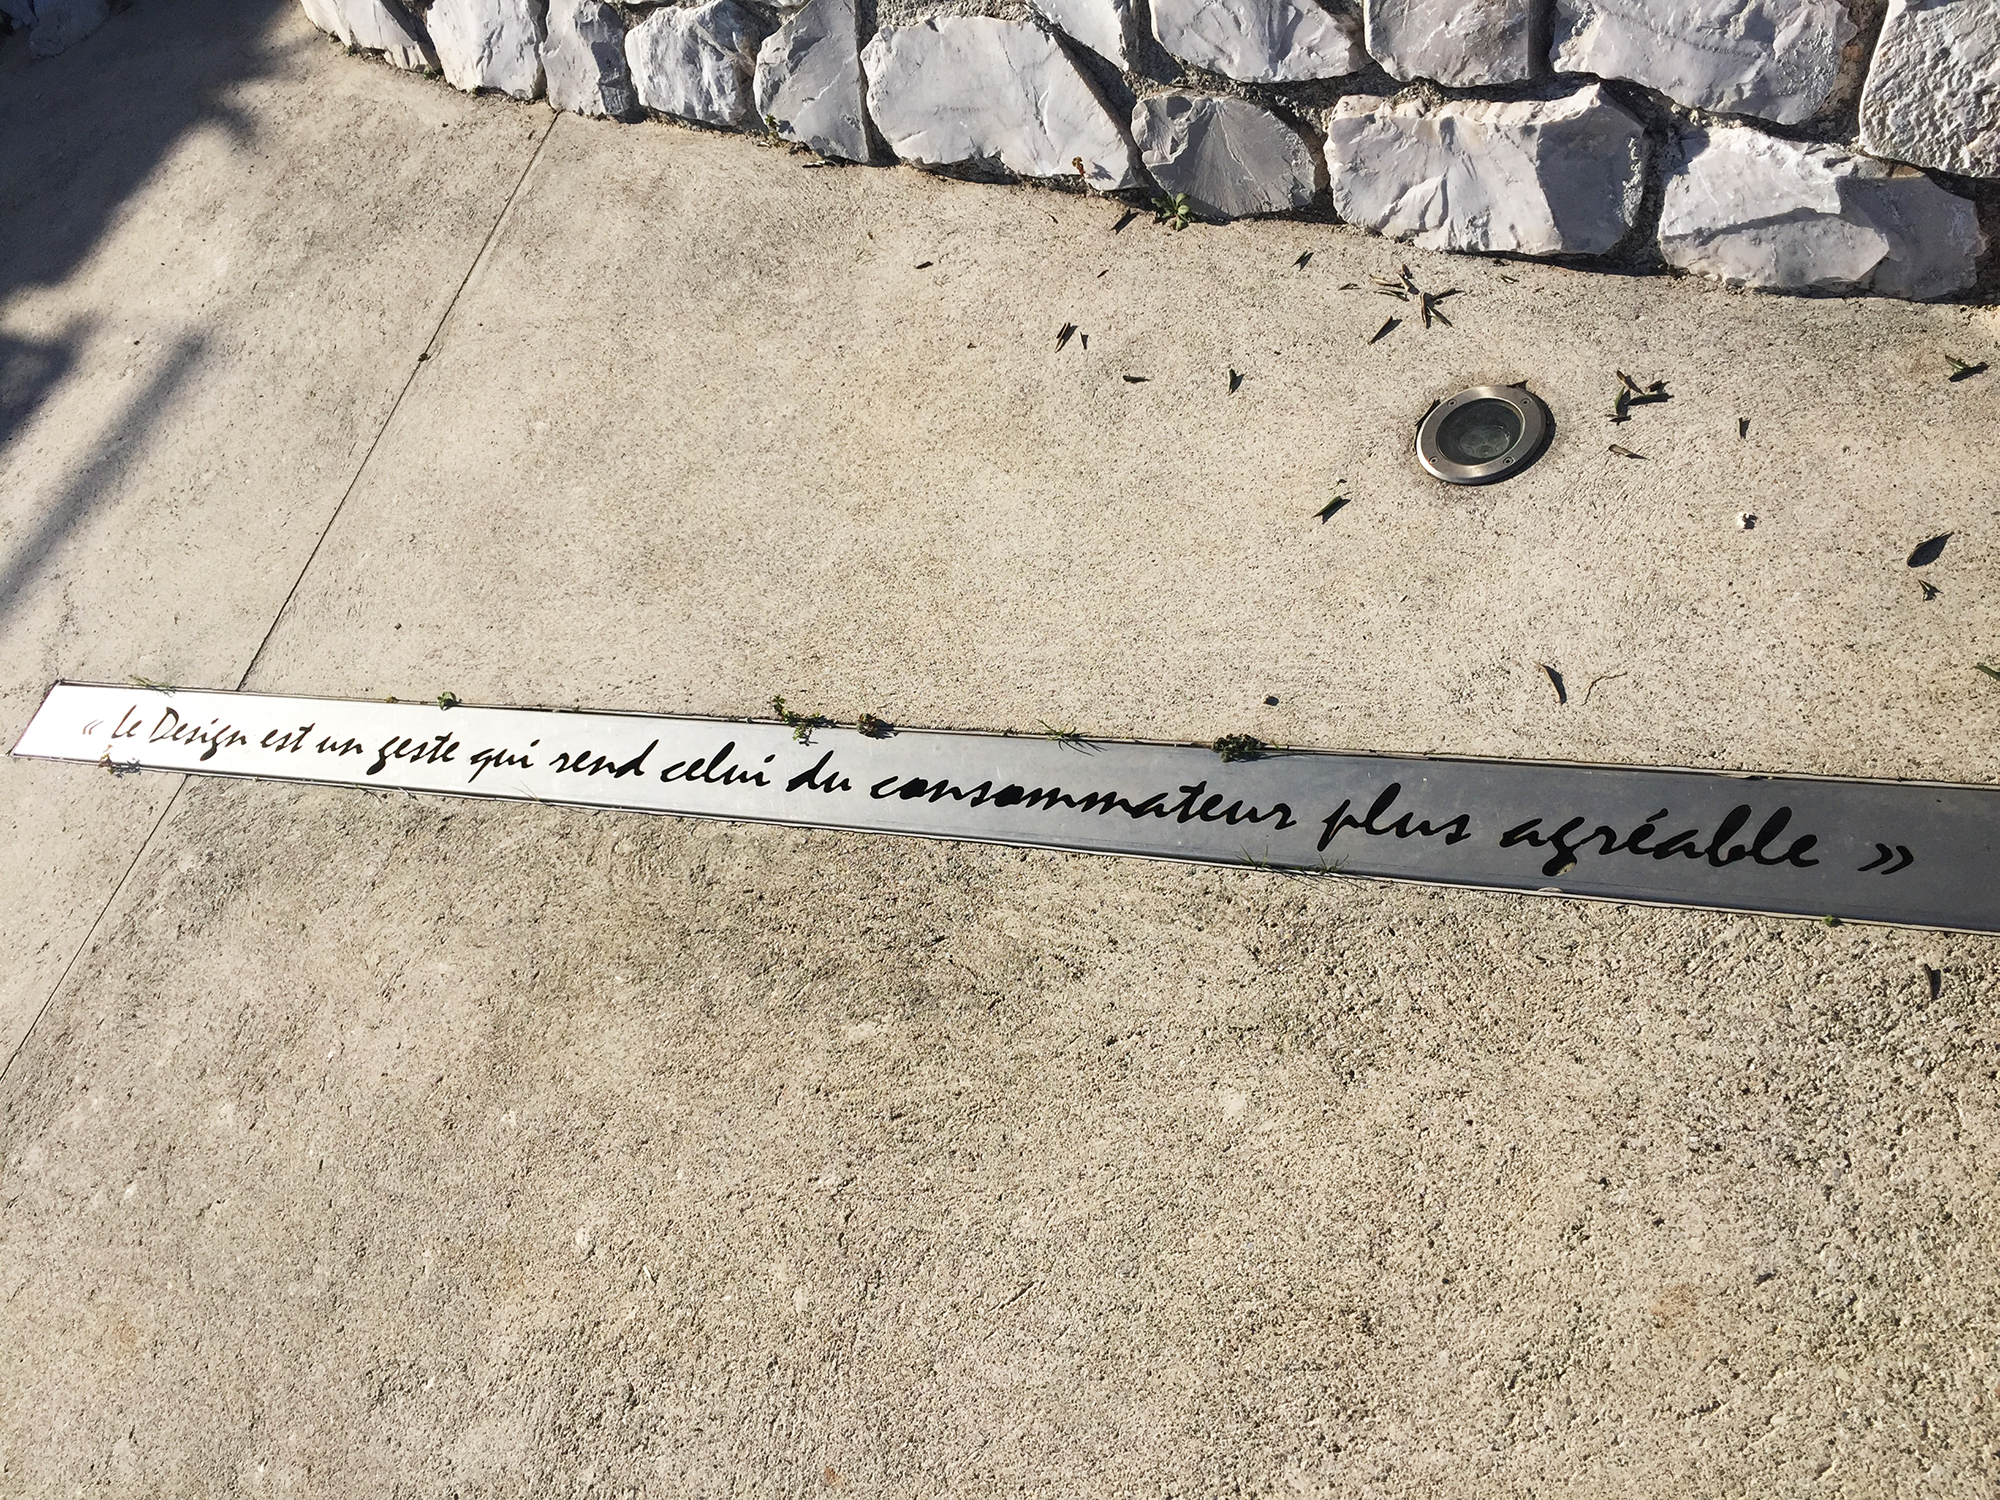 « Le Design est un geste qui rend celui du consommateur plus agréable »